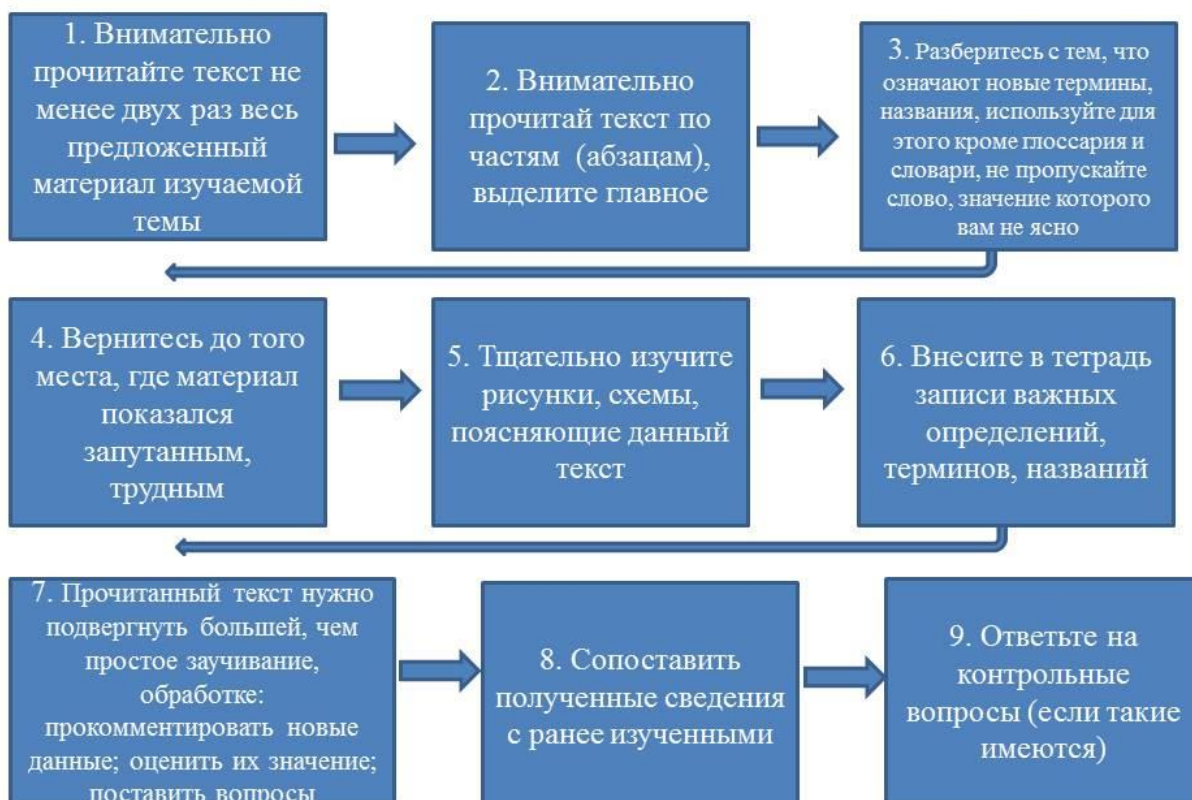 1. Внимательно
прочитайте текст не
менее двух раз весь
предложенный
материал изучаемой
темы
2. Внимательно
прочитай текст по
частям (абзацам),
выделите главное
3. Разберитесь с тем, что
означают новые термины,
названия, используйте для
этого кроме глоссария и
словари, не пропускайте
слово, значение которого
вам не ясно
4. Вернитесь до того
места, где материал
показался
запутанным,
трудным
5. Тщательно изучите
рисунки, схемы,
поясняющие данный
текст
6. Внесите в тетрадь
записи важных
определений,
терминов, названий
7. Прочитанный текст нужно
подвергнуть большей, чем
простое заучивание,
обработке:
прокомментировать новые
данные; оценить их значение;
поставить вопросы
8. Сопоставить
полученные сведения
с ранее изученными
9. Ответьте на
контрольные
вопросы (если такие
имеются)